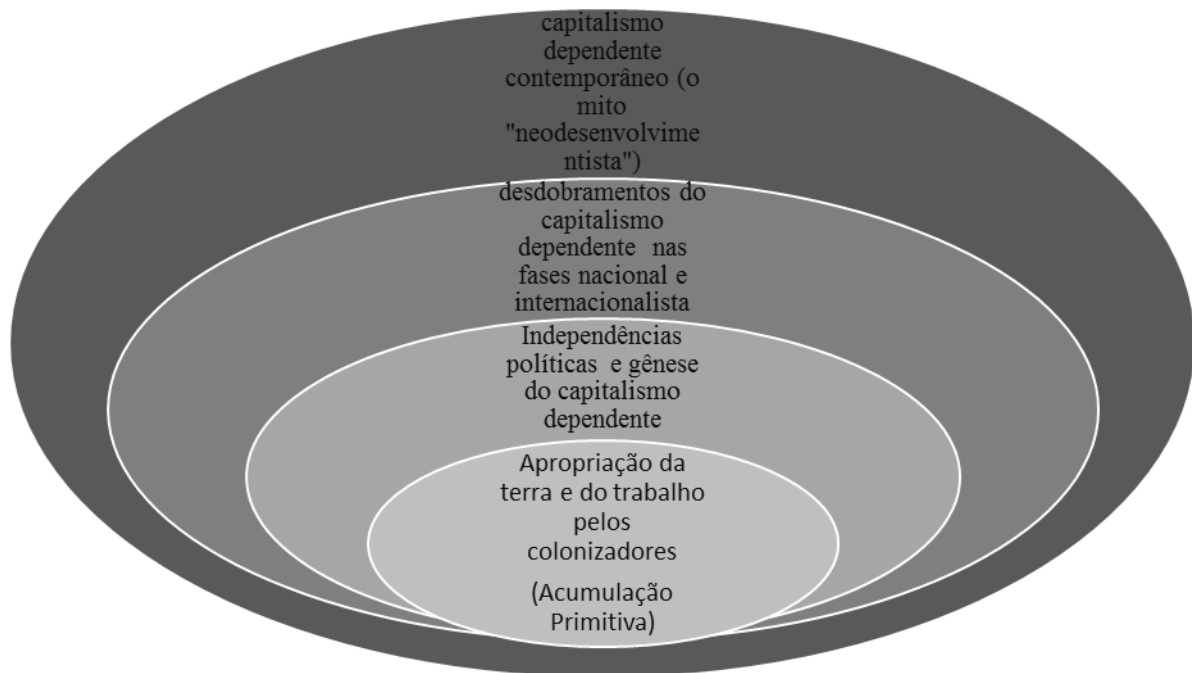 capitalismo
dependente
contemporâneo (o
mito
"neodesenvolvime
ntista")
desdobramentos do
capitalismo
dependente nas
fases nacional e
internacionalista
Independências
políticas e gênese
do capitalismo
dependente
Apropriação da
terra e do trabalho
pelos
colonizadores
(Acumulação
Primitiva)